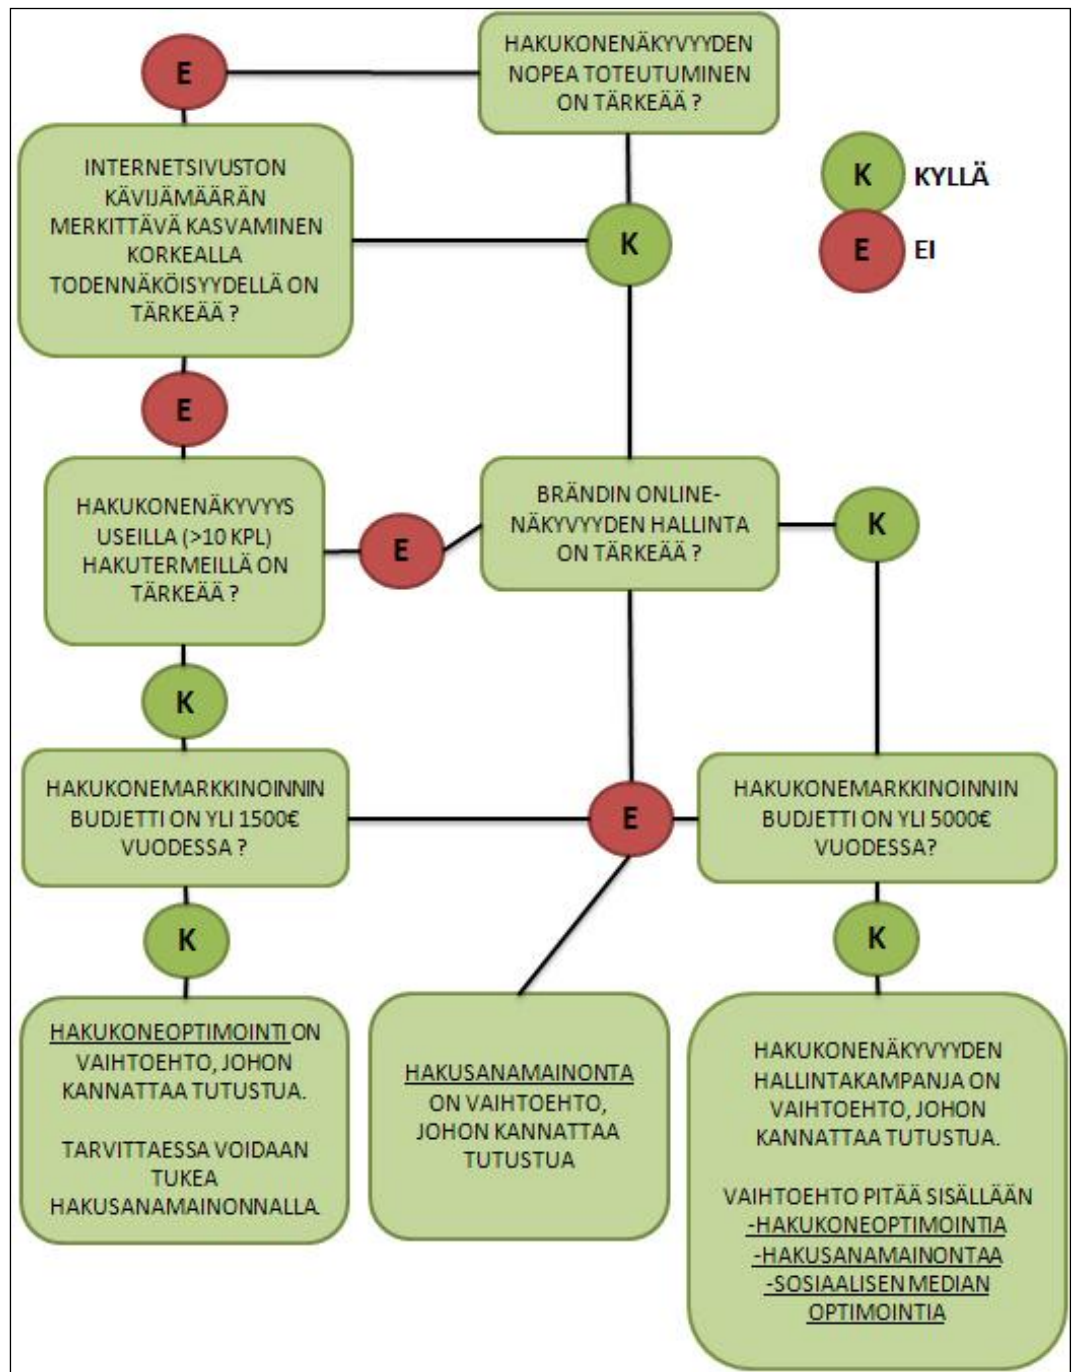 HAKUKONENÄKYVYYDEN
NOPEA TOTEUTUMINEN
ON TÄRKEÄÄ ?
E
INTERNETSIVUSTON
KÄVIJÄMÄÄRÄN
MERKITTÄVÄ KASVAMINEN
KORKEALLA
TODENNÄKÖISYYDELLÄ ON
TÄRKEÄÄ ?
K
K KYLLÄ
E EI
E
HAKUKONENÄKYVYYS
USEILLA (>10 KPL)
HAKUTERMEILLÄ ON
TÄRKEÄÄ ?
E
BRÄNDIN ONLINE-
NÄKYVYYDEN HALLINTA
ON TÄRKEÄÄ ?
K
K
HAKUKONEMARKKINOINNIN
BUDJETTI ON YLI 1500€
VUODESSA ?
E
HAKUKONEMARKKINOINNIN
BUDJETTI ON YLI 5000€
VUODESSA?
K
K
HAKUKONEOPTIMOINTI ON
VAIHTOEHTO, JOHON
KANNATTAA TUTUSTUA.
TARVITTAESSA VOIDAAN
TUKEA
HAKUSANAMAINONNALLA.
HAKUSANAMAINONTA
ON VAIHTOEHTO,
JOHON KANNATTAA
TUTUSTUA
HAKUKONENÄKYVYYDEN
HALLINTAKAMPANJA ON
VAIHTOEHTO, JOHON
KANNATTAA TUTUSTUA.
VAIHTOEHTO PITÄÄ SISÄLLÄÄN
-HAKUKONEOPTIMOINTIA
-HAKUSANAMAINONTAA
-SOSIAALISEN MEDIAN
OPTIMOINTIA